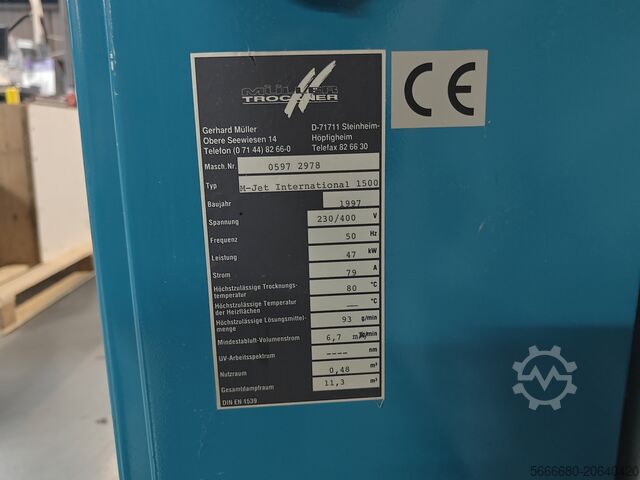 MÜLLER
TROCKNER
CE
Gerhard Müller D-71711 Steinheim-
Obere Seewiesen 14 Höpfigheim
Telefon (0 71 44) 82 66-0 Telefax 82 66 30
Masch.Nr. 0597 2978
Typ M-Jet International 1500
Baujahr 1997
Spannung 230/400 V
Frequenz 50 Hz
Leistung 47 kW
Strom 79 A
Höchstzulässige Trocknungs-
temperatur 80 °C
Höchstzulässige Temperatur
der Heizflächen -- °C
Höchstzulässige Lösungsmittel-
menge 93 g/min
Mindestabluft-Volumenstrom 6,7
UV-Arbeitsspektrum ---- nm
Nutzraum 0,48 m³
Gesamtdampfraum 11,3 m³
DIN EN 1539
5666680-20640420